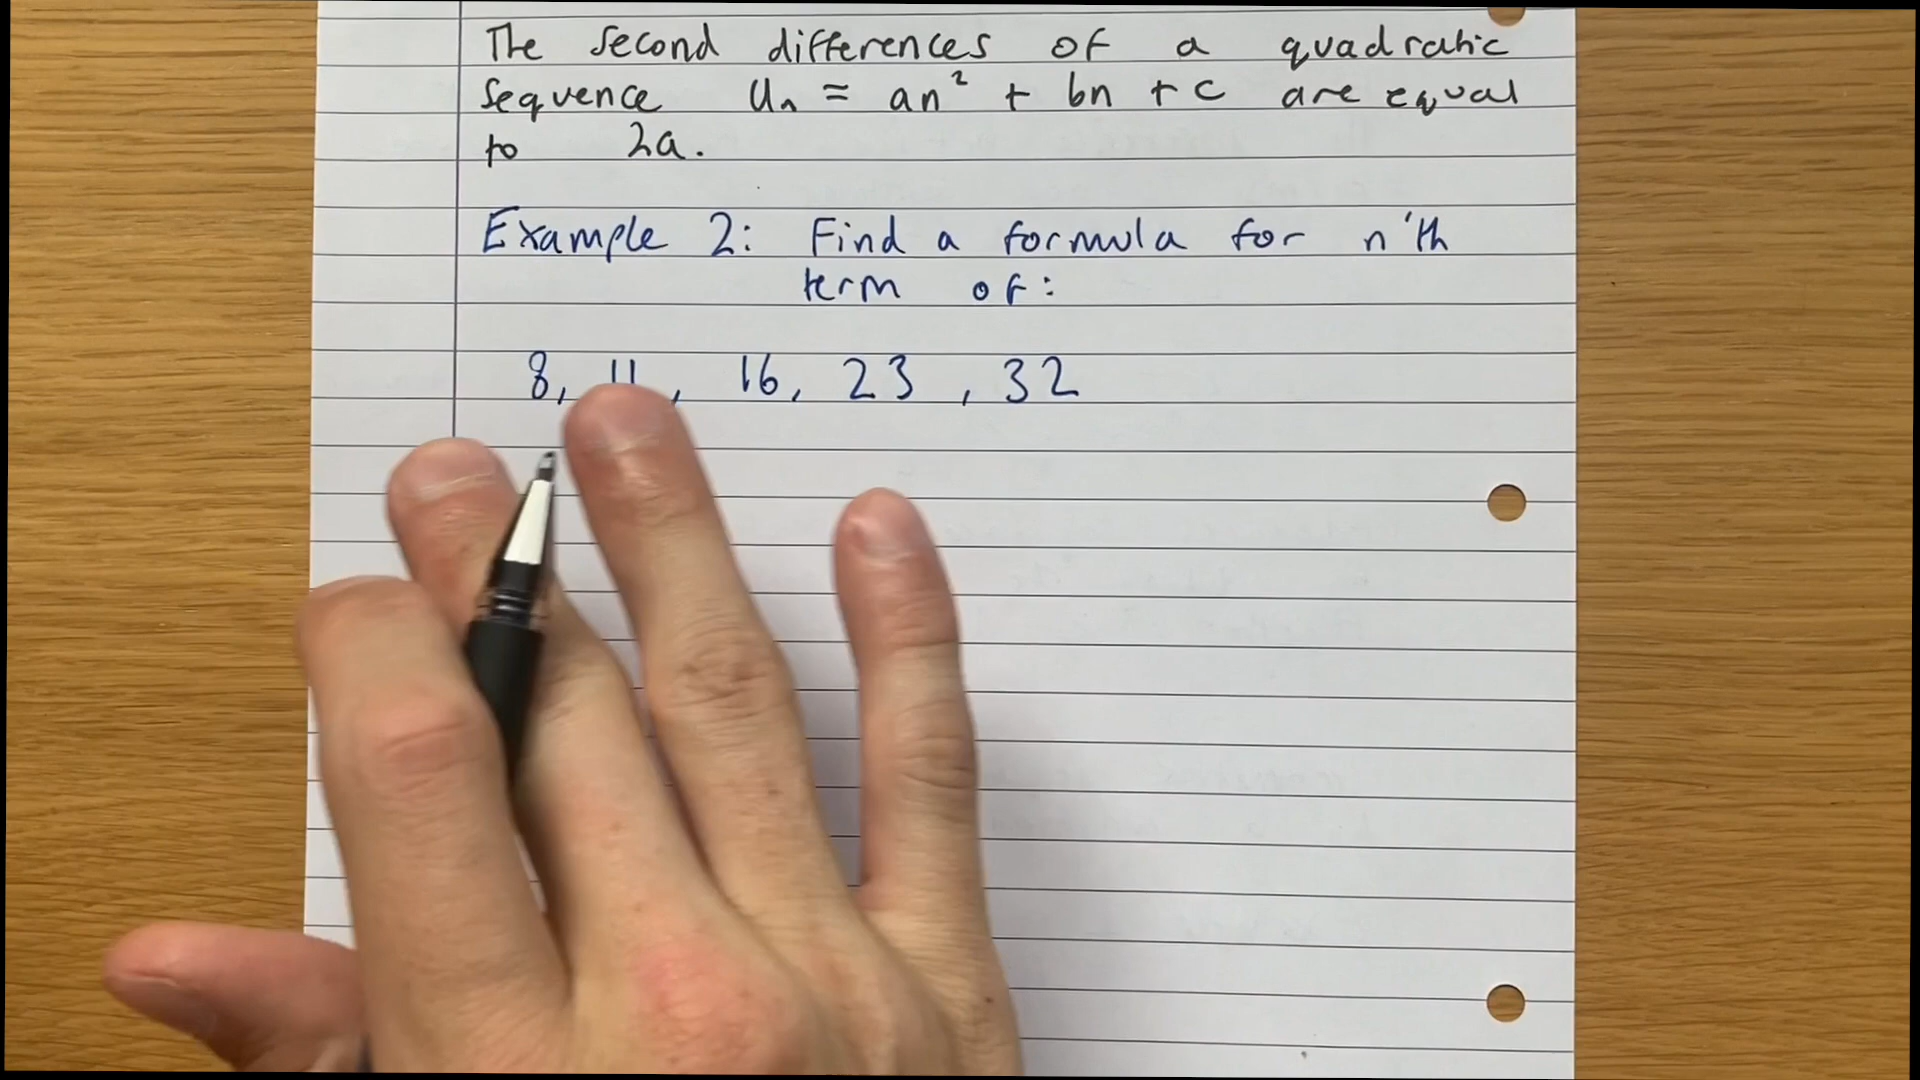 The second differences of a quadratic
sequence Uₙ = an² + bn + c are equal
to 2a.
Example 2: Find a formula for n'th
term of:
8, 11, 16, 23, 32